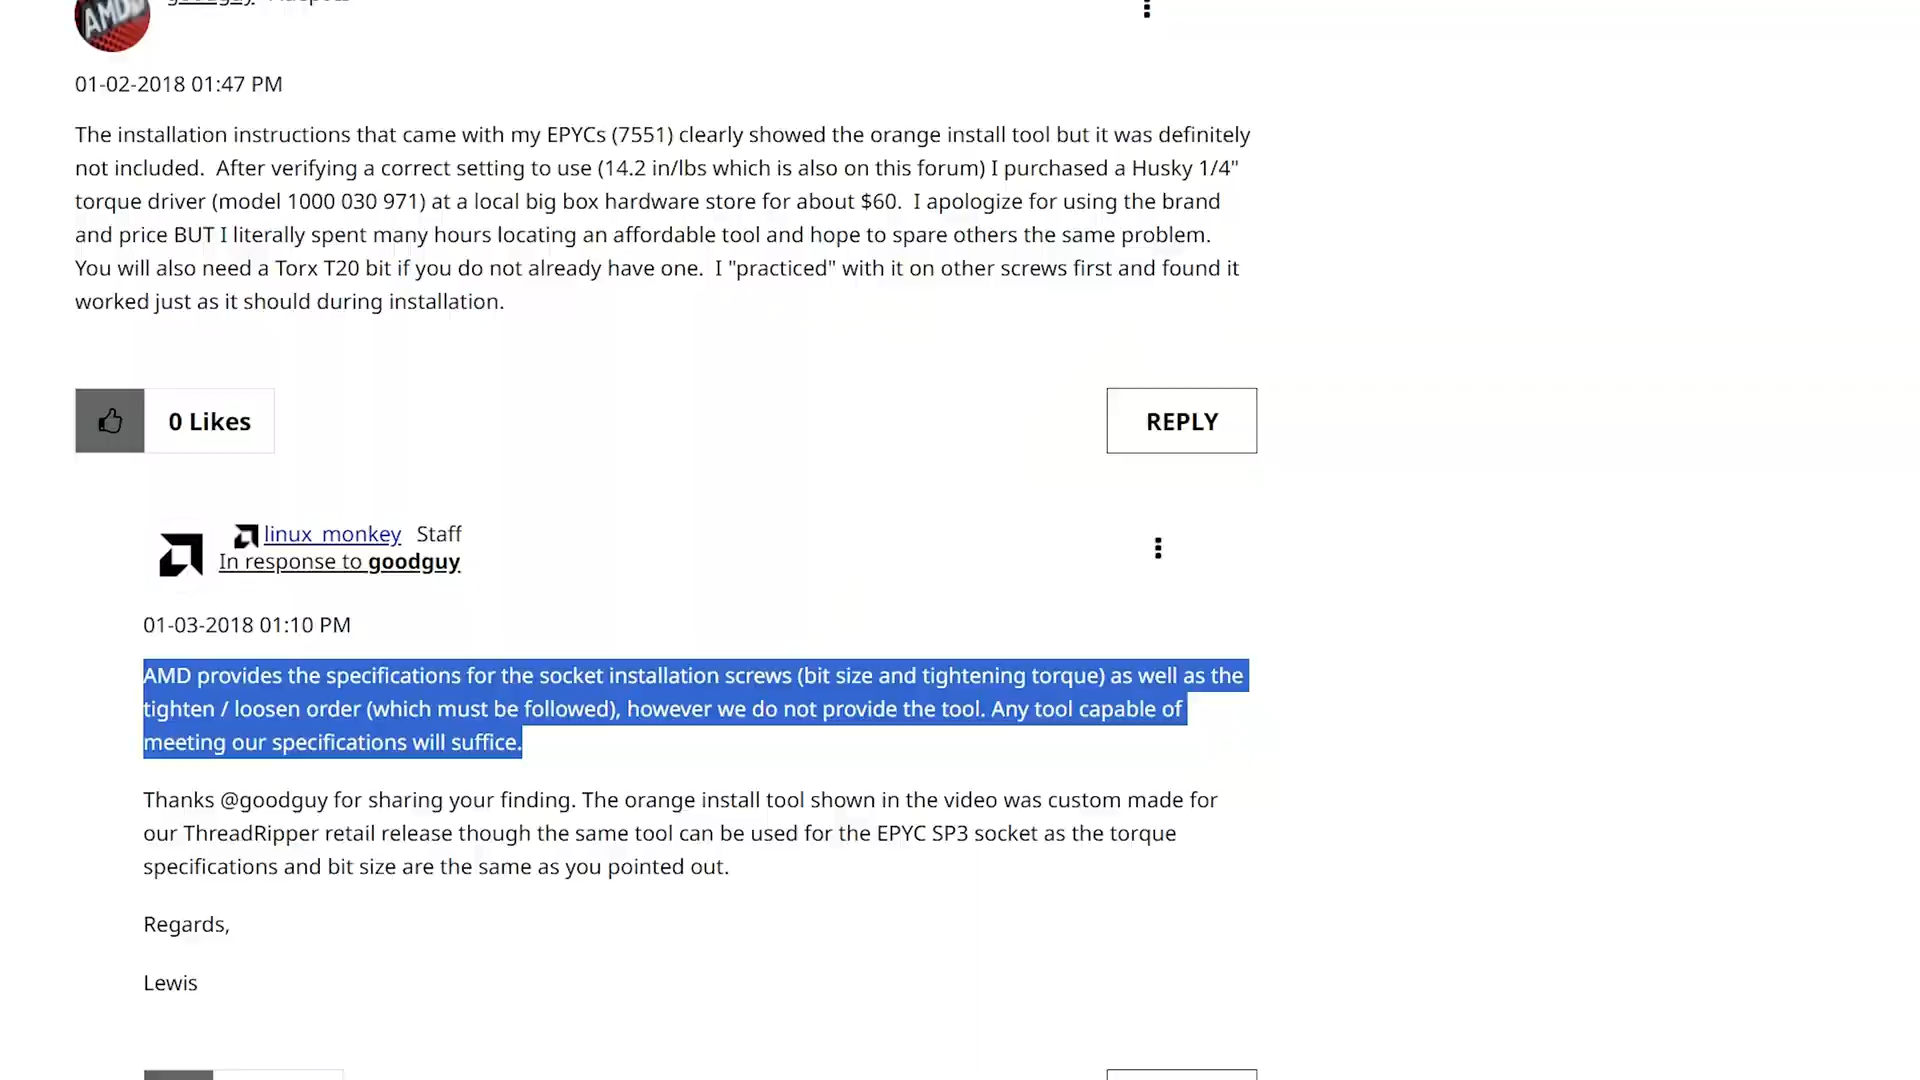 AMD
goodguy
01-02-2018 01:47 PM
The installation instructions that came with my EPYCs (7551) clearly showed the orange install tool but it was definitely
not included.  After verifying a correct setting to use (14.2 in/lbs which is also on this forum) I purchased a Husky 1/4"
torque driver (model 1000 030 971) at a local big box hardware store for about $60.  I apologize for using the brand
and price BUT I literally spent many hours locating an affordable tool and hope to spare others the same problem.
You will also need a Torx T20 bit if you do not already have one.  I "practiced" with it on other screws first and found it
worked just as it should during installation.
0 Likes
REPLY
linux_monkey Staff
In response to goodguy
01-03-2018 01:10 PM
AMD provides the specifications for the socket installation screws (bit size and tightening torque) as well as the
tighten / loosen order (which must be followed), however we do not provide the tool. Any tool capable of
meeting our specifications will suffice.
Thanks @goodguy for sharing your finding. The orange install tool shown in the video was custom made for
our ThreadRipper retail release though the same tool can be used for the EPYC SP3 socket as the torque
specifications and bit size are the same as you pointed out.
Regards,
Lewis